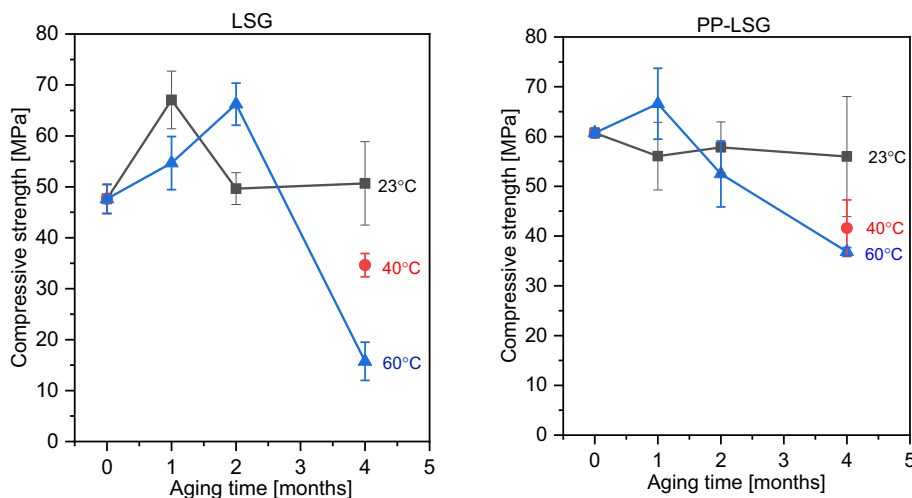 LSG
Compressive strength [MPa]
80
70
60
50
40
30
20
10
0
23°C
40°C
60°C
0 1 2 3 4 5
Aging time [months]
PP-LSG
Compressive strength [MPa]
80
70
60
50
40
30
20
10
0
23°C
40°C
60°C
0 1 2 3 4 5
Aging time [months]